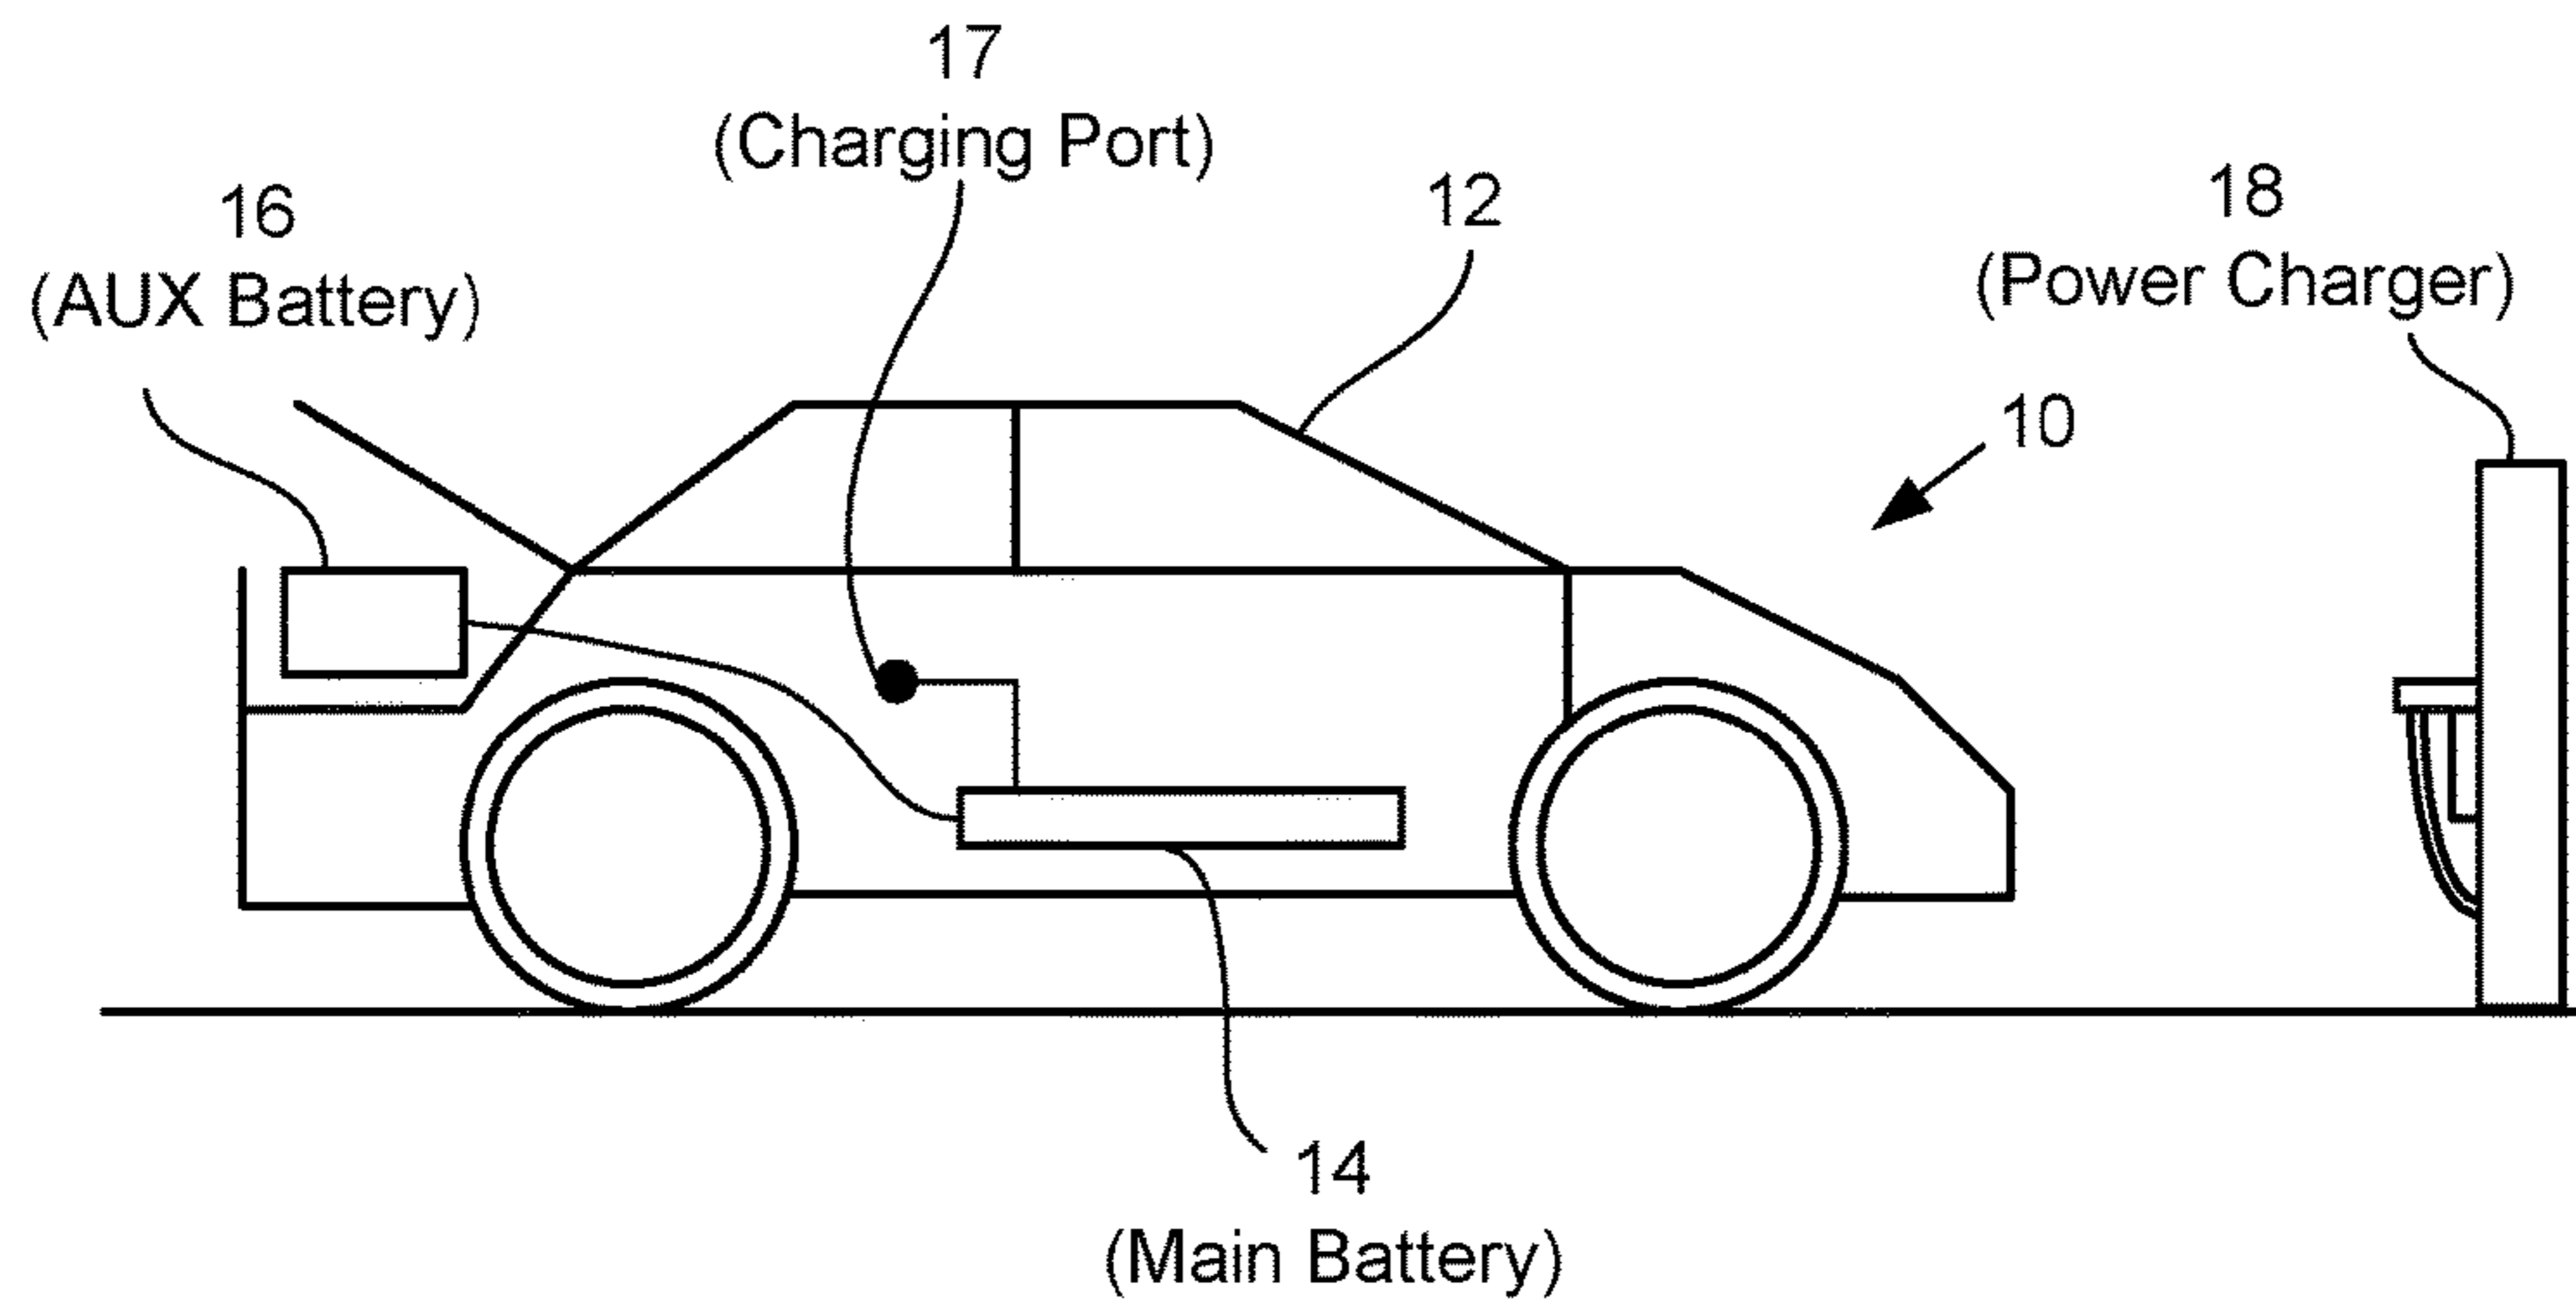 17
(Charging Port)
16
(AUX Battery)
12
18
(Power Charger)
10
14
(Main Battery)